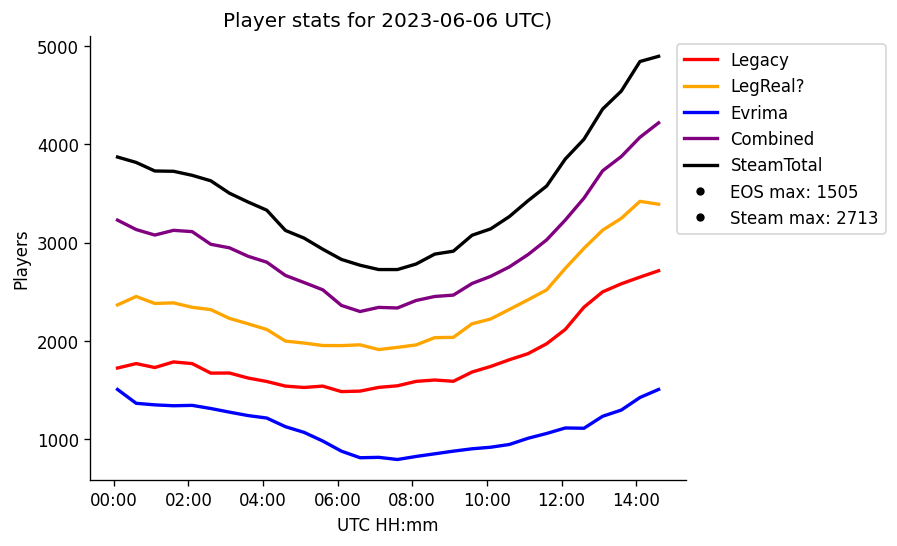 Player stats for 2023-06-06 UTC)
5000
4000
3000
2000
1000
Players
00:00 02:00 04:00 06:00 08:00 10:00 12:00 14:00
UTC HH:mm
Legacy
LegReal?
Evrima
Combined
SteamTotal
EOS max: 1505
Steam max: 2713